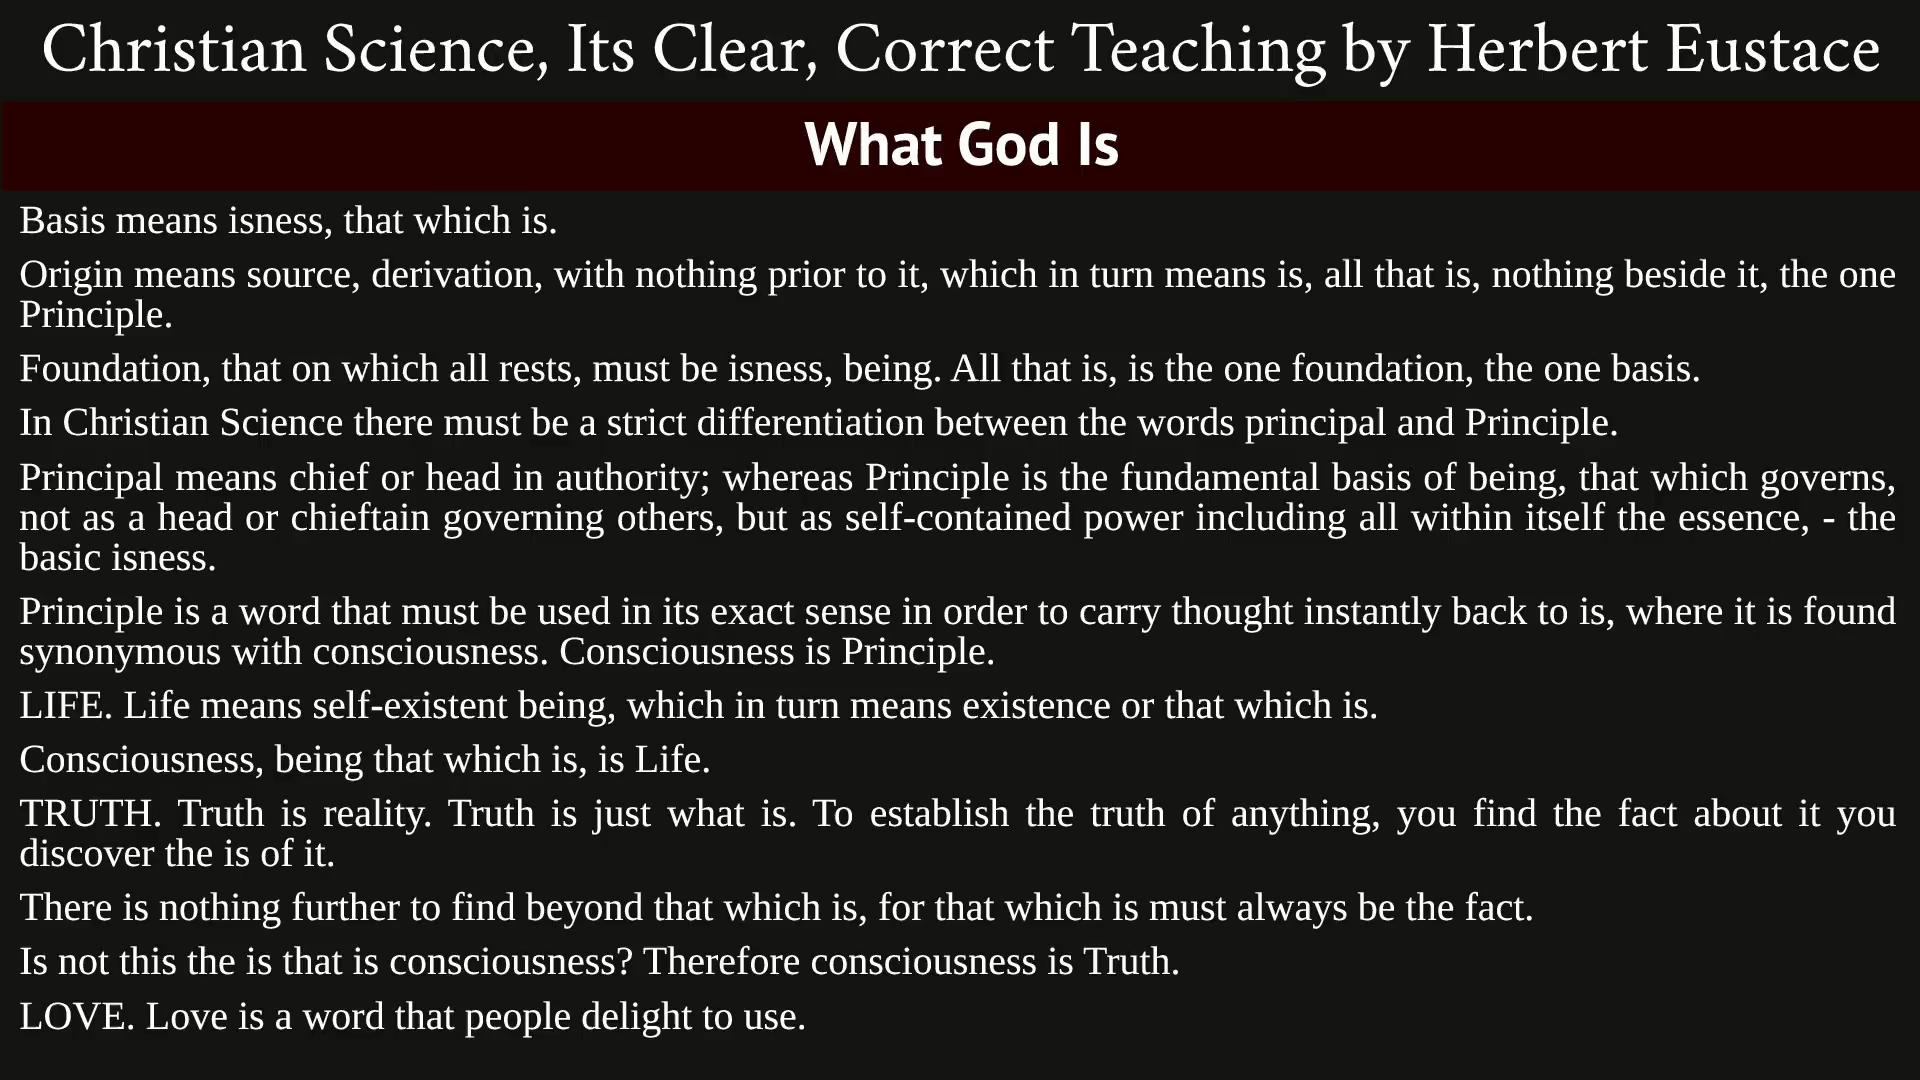 Christian Science, Its Clear, Correct Teaching by Herbert Eustace
What God Is
Basis means isness, that which is.
Origin means source, derivation, with nothing prior to it, which in turn means is, all that is, nothing beside it, the one
Principle.
Foundation, that on which all rests, must be isness, being. All that is, is the one foundation, the one basis.
In Christian Science there must be a strict differentiation between the words principal and Principle.
Principal means chief or head in authority; whereas Principle is the fundamental basis of being, that which governs,
not as a head or chieftain governing others, but as self-contained power including all within itself the essence, - the
basic isness.
Principle is a word that must be used in its exact sense in order to carry thought instantly back to is, where it is found
synonymous with consciousness. Consciousness is Principle.
LIFE. Life means self-existent being, which in turn means existence or that which is.
Consciousness, being that which is, is Life.
TRUTH. Truth is reality. Truth is just what is. To establish the truth of anything, you find the fact about it you
discover the is of it.
There is nothing further to find beyond that which is, for that which is must always be the fact.
Is not this the is that is consciousness? Therefore consciousness is Truth.
LOVE. Love is a word that people delight to use.